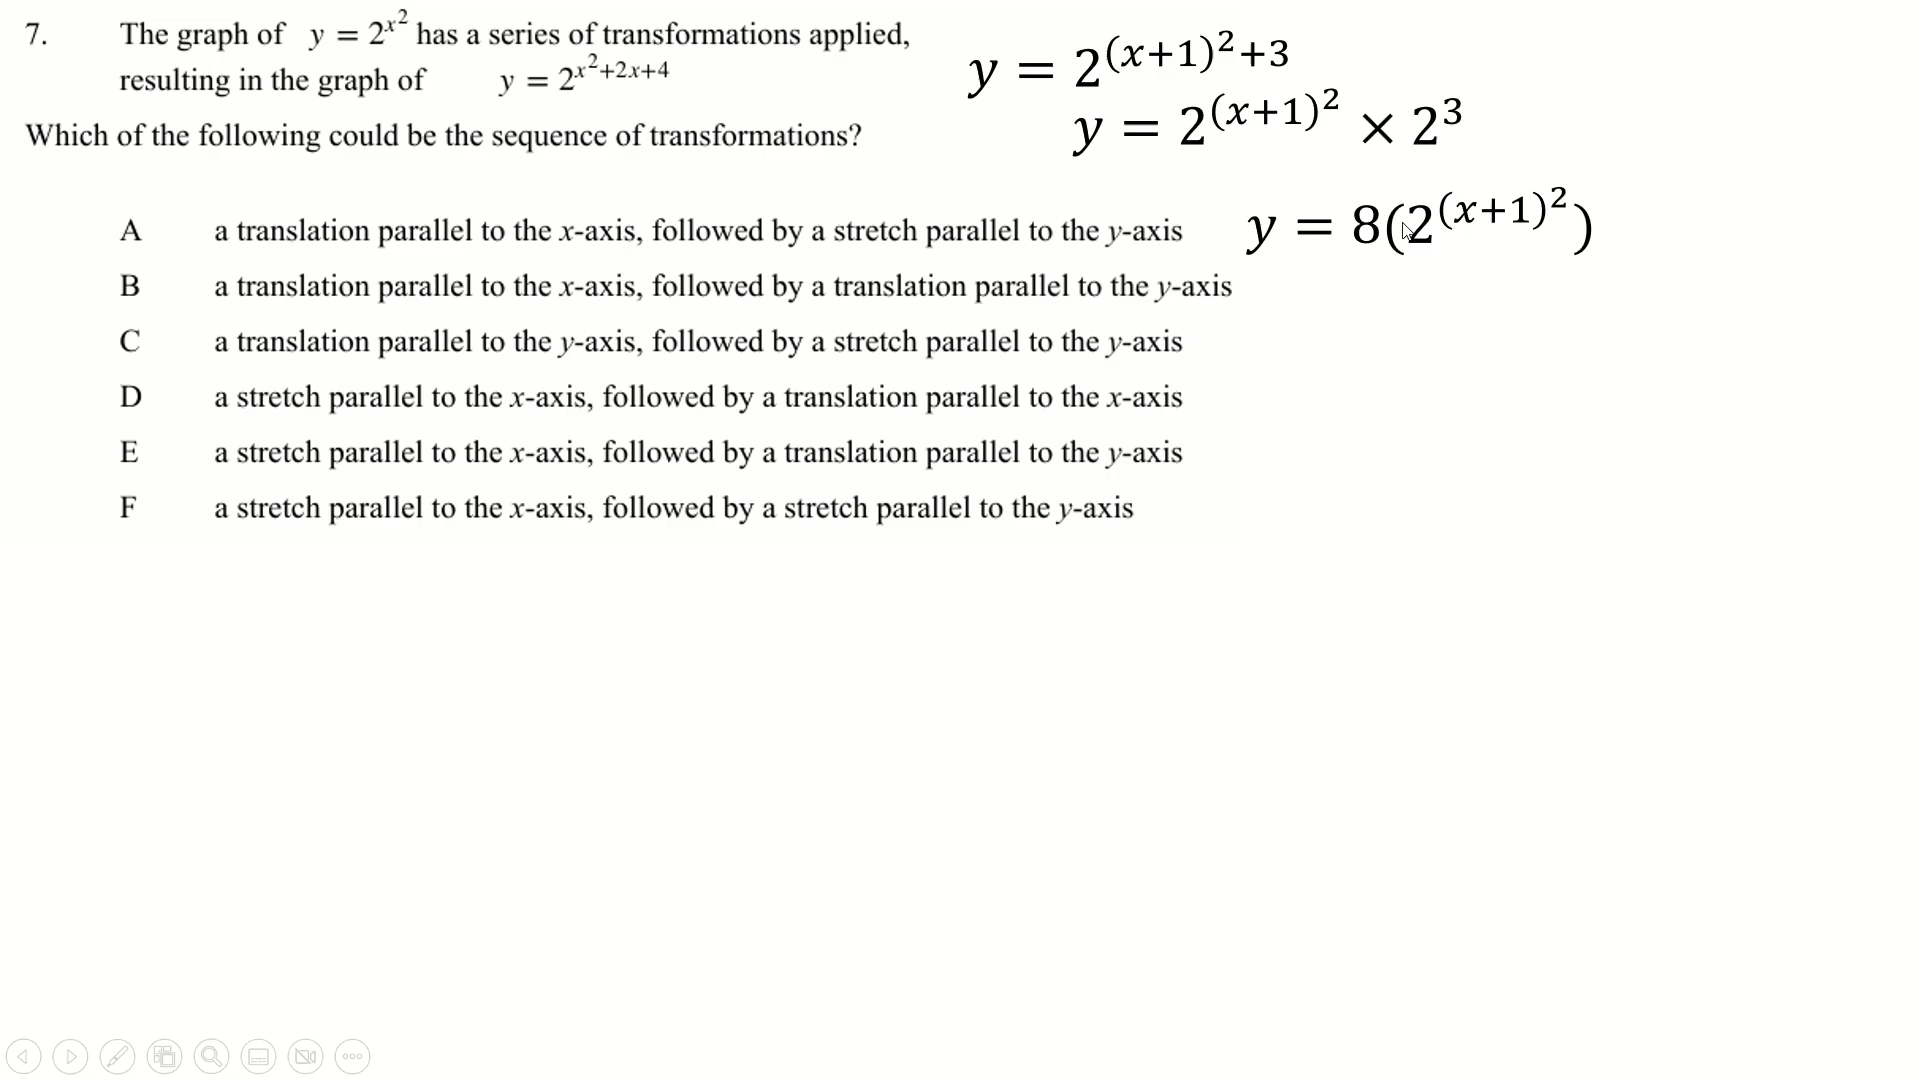 7. The graph of y = 2^{x^2} has a series of transformations applied,
resulting in the graph of y = 2^{x^2+2x+4}
Which of the following could be the sequence of transformations?
A a translation parallel to the x-axis, followed by a stretch parallel to the y-axis
B a translation parallel to the x-axis, followed by a translation parallel to the y-axis
C a translation parallel to the y-axis, followed by a stretch parallel to the y-axis
D a stretch parallel to the x-axis, followed by a translation parallel to the x-axis
E a stretch parallel to the x-axis, followed by a translation parallel to the y-axis
F a stretch parallel to the x-axis, followed by a stretch parallel to the y-axis
y = 2^{(x+1)^2+3}
y = 2^{(x+1)^2} × 2^3
y = 8(2^{(x+1)^2})